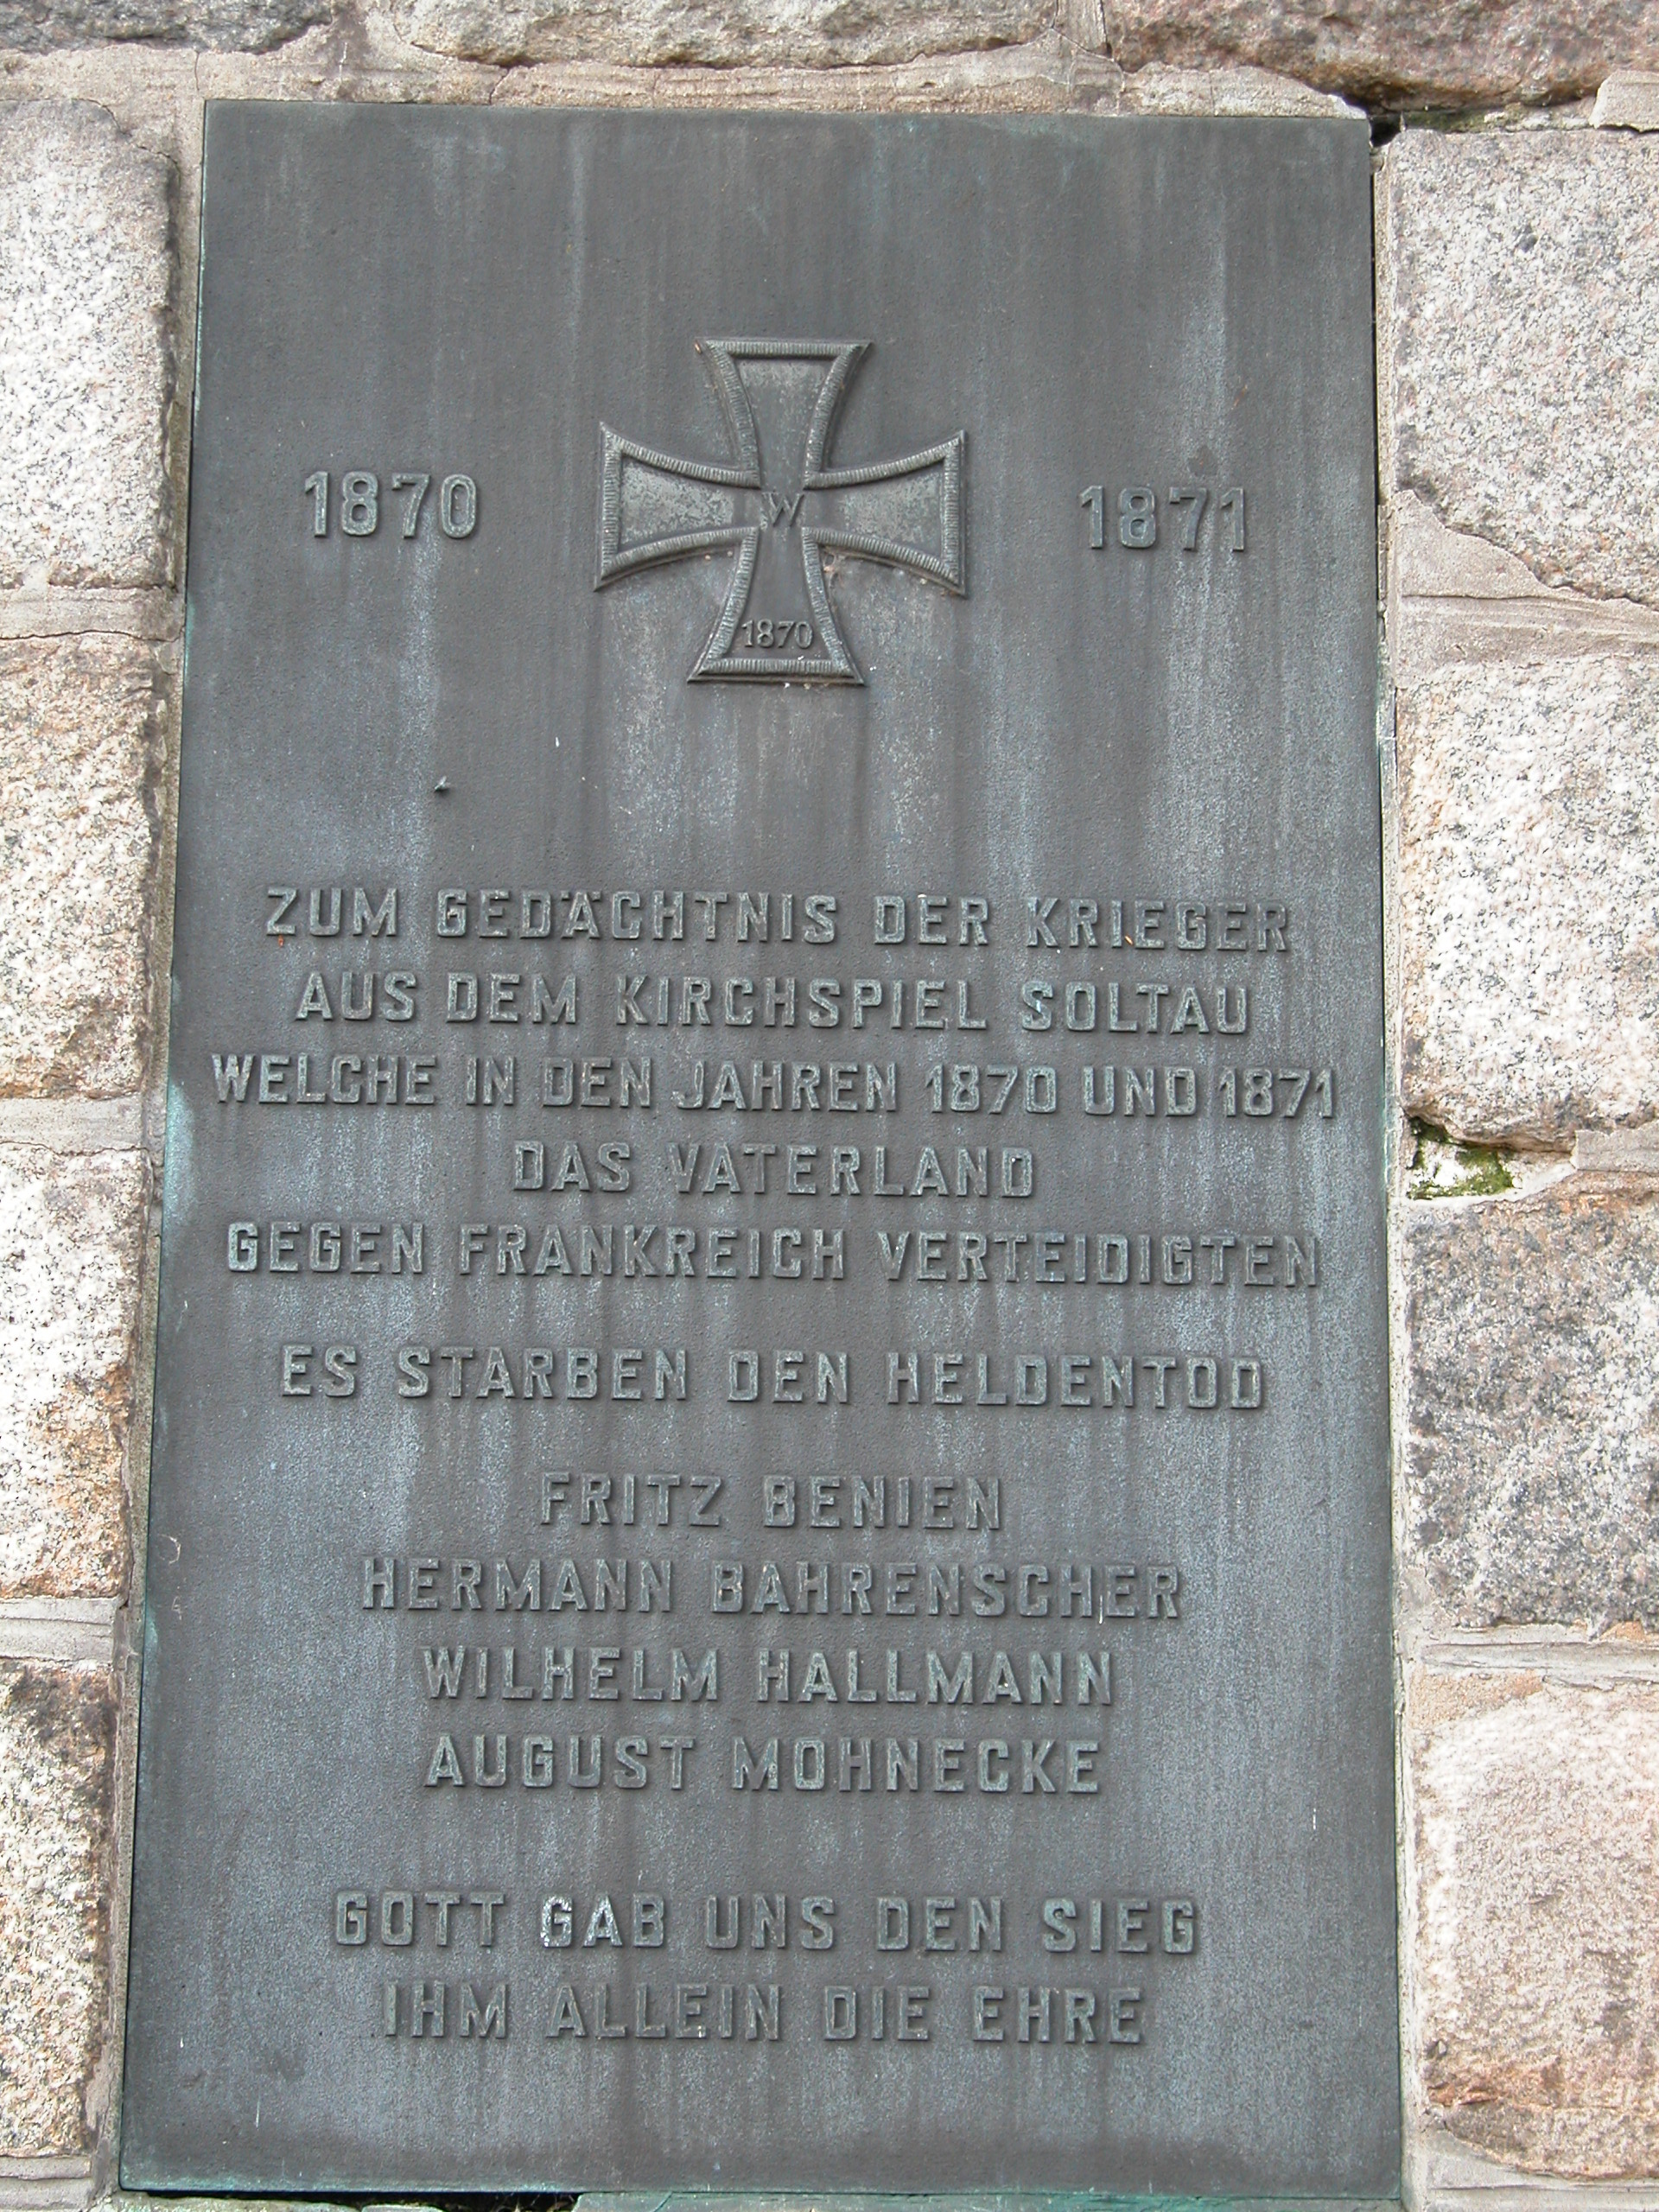 1870 W 1871
1870
ZUM GEDÄCHTNIS DER KRIEGER
AUS DEM KIRCHSPIEL SOLTAU
WELCHE IN DEN JAHREN 1870 UND 1871
DAS VATERLAND
GEGEN FRANKREICH VERTEIDIGTEN
ES STARBEN DEN HELDENTOD
FRITZ BENIEN
HERMANN BAHRENSCHER
WILHELM HALLMANN
AUGUST MOHNECKE
GOTT GAB UNS DEN SIEG
IHM ALLEIN DIE EHRE